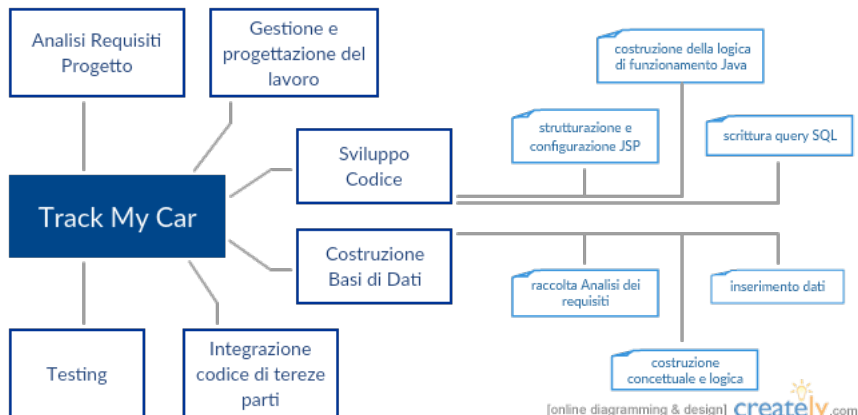 Analisi Requisiti
Progetto
Gestione e
progettazione del
lavoro
costruzione della logica
di funzionamento Java
strutturazione e
configurazione JSP
scrittura query SQL
Sviluppo
Codice
Track My Car
Costruzione
Basi di Dati
raccolta Analisi dei
requisiti
inserimento dati
Testing
Integrazione
codice di tereze
parti
costruzione
concettuale e logica
[online diagramming & design] creately.com